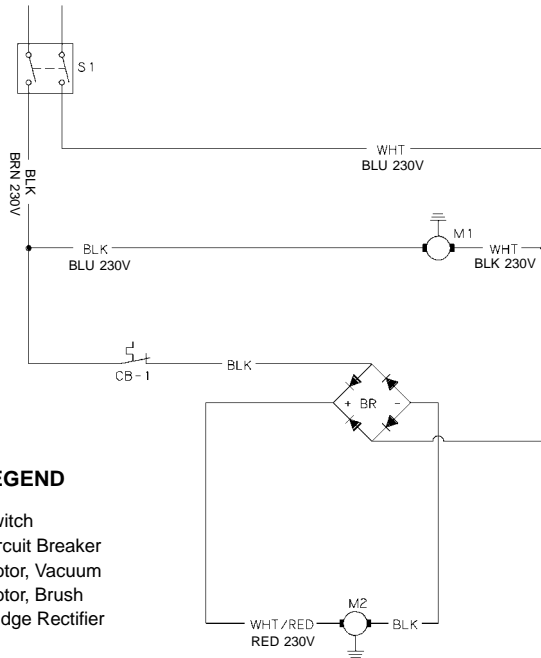 S1
WHT
BLU 230V
BLK
BRN 230V
M1
BLK
BLU 230V
WHT
BLK 230V
CB-1
BLK
+ BR -
EGEND
witch
rcuit Breaker
otor, Vacuum
otor, Brush
dge Rectifier
M2
WHT/RED
RED 230V
BLK